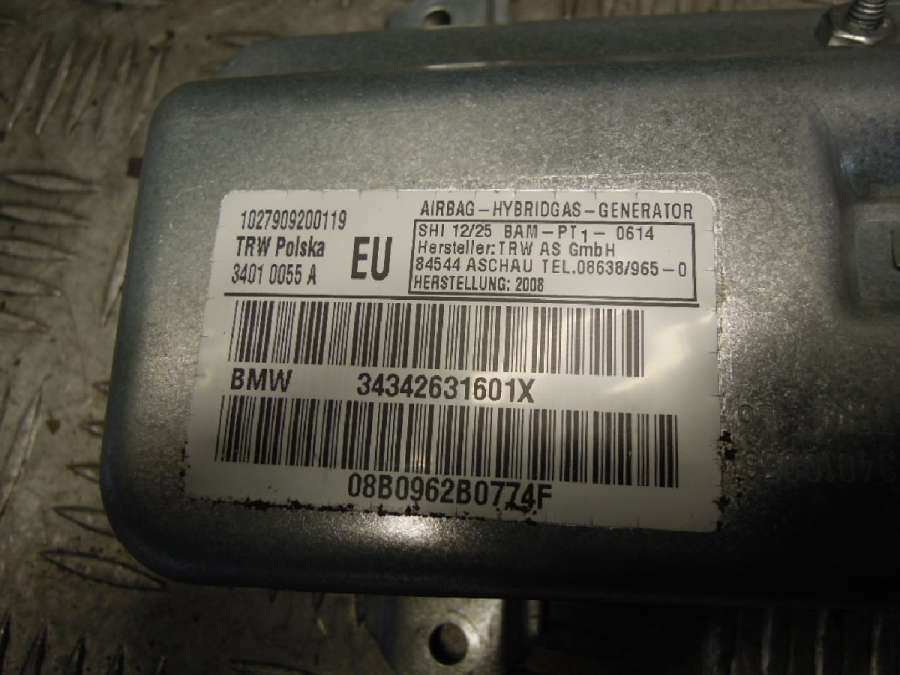 1027909200119
TRW Polska
3401 0055 A
EU
AIRBAG-HYBRIDGAS-GENERATOR
SHI 12/25 BAM-PT1- 0614
Hersteller:TRW AS GmbH
84544 ASCHAU TEL.08638/965-0
HERSTELLUNG: 2008
BMW 34342631601X
08B0962B0774F